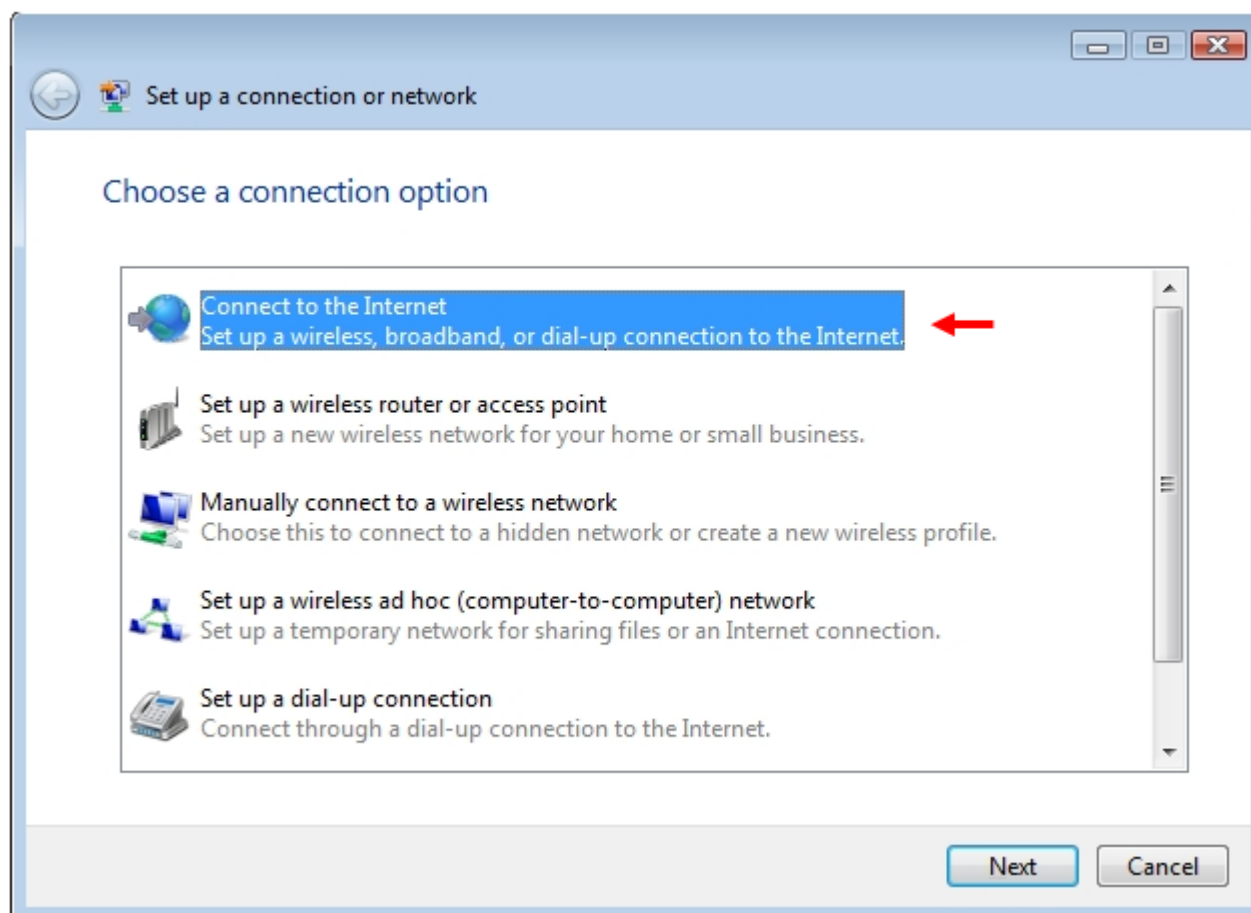 Set up a connection or network
Choose a connection option
Connect to the Internet
Set up a wireless, broadband, or dial-up connection to the Internet.
Set up a wireless router or access point
Set up a new wireless network for your home or small business.
Manually connect to a wireless network
Choose this to connect to a hidden network or create a new wireless profile.
Set up a wireless ad hoc (computer-to-computer) network
Set up a temporary network for sharing files or an Internet connection.
Set up a dial-up connection
Connect through a dial-up connection to the Internet.
Next
Cancel